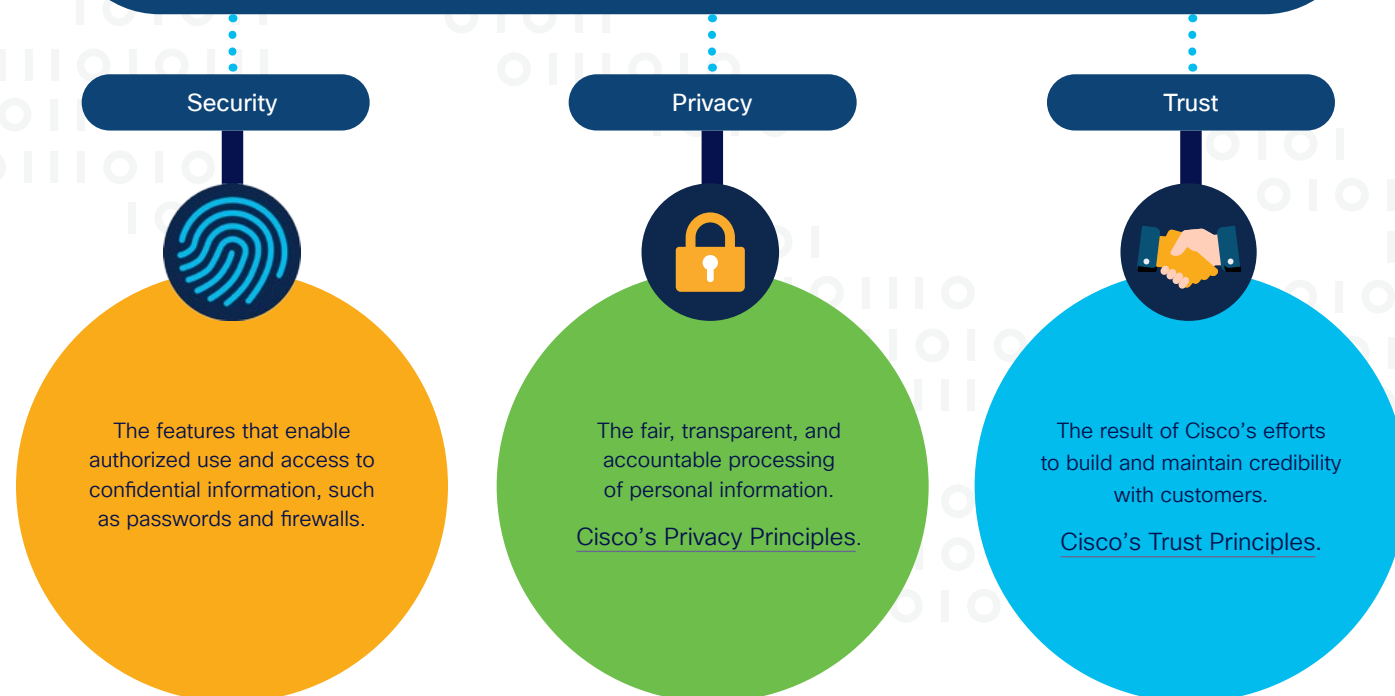 Security
The features that enable
authorized use and access to
confidential information, such
as passwords and firewalls.
Privacy
The fair, transparent, and
accountable processing
of personal information.
Cisco’s Privacy Principles.
Trust
The result of Cisco’s efforts
to build and maintain credibility
with customers.
Cisco’s Trust Principles.